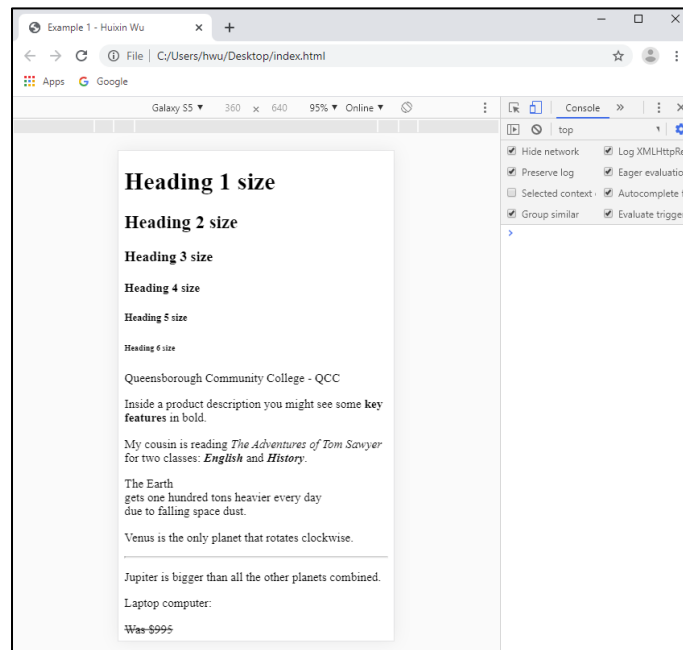 Example 1 - Huixin Wu
File | C:/Users/hwu/Desktop/index.html
Apps Google
Galaxy S5 360 × 640 95% Online
Console
top
Hide network Log XMLHttpRe
Preserve log Eager evaluatio
Selected context Autocomplete
Group similar Evaluate trigge
Heading 1 size
Heading 2 size
Heading 3 size
Heading 4 size
Heading 5 size
Heading 6 size
Queensborough Community College - QCC
Inside a product description you might see some key
features in bold.
My cousin is reading The Adventures of Tom Sawyer
for two classes: English and History.
The Earth
gets one hundred tons heavier every day
due to falling space dust.
Venus is the only planet that rotates clockwise.
Jupiter is bigger than all the other planets combined.
Laptop computer:
Was $995